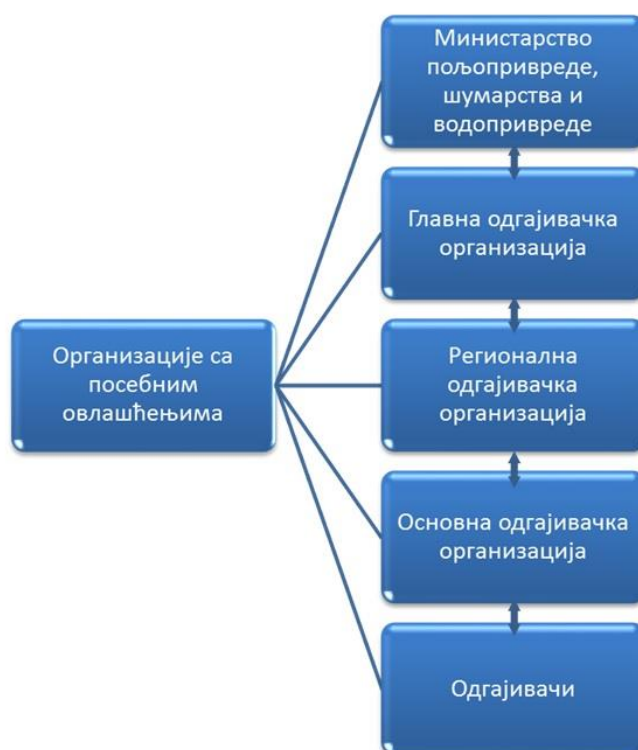 Министарство
пољопривреде,
шумарства и
водопривреде
Главна одгајивачка
организација
Организације са
посебним
овлашћењима
Регионална
одгајивачка
организација
Основна одгајивачка
организација
Одгајивачи